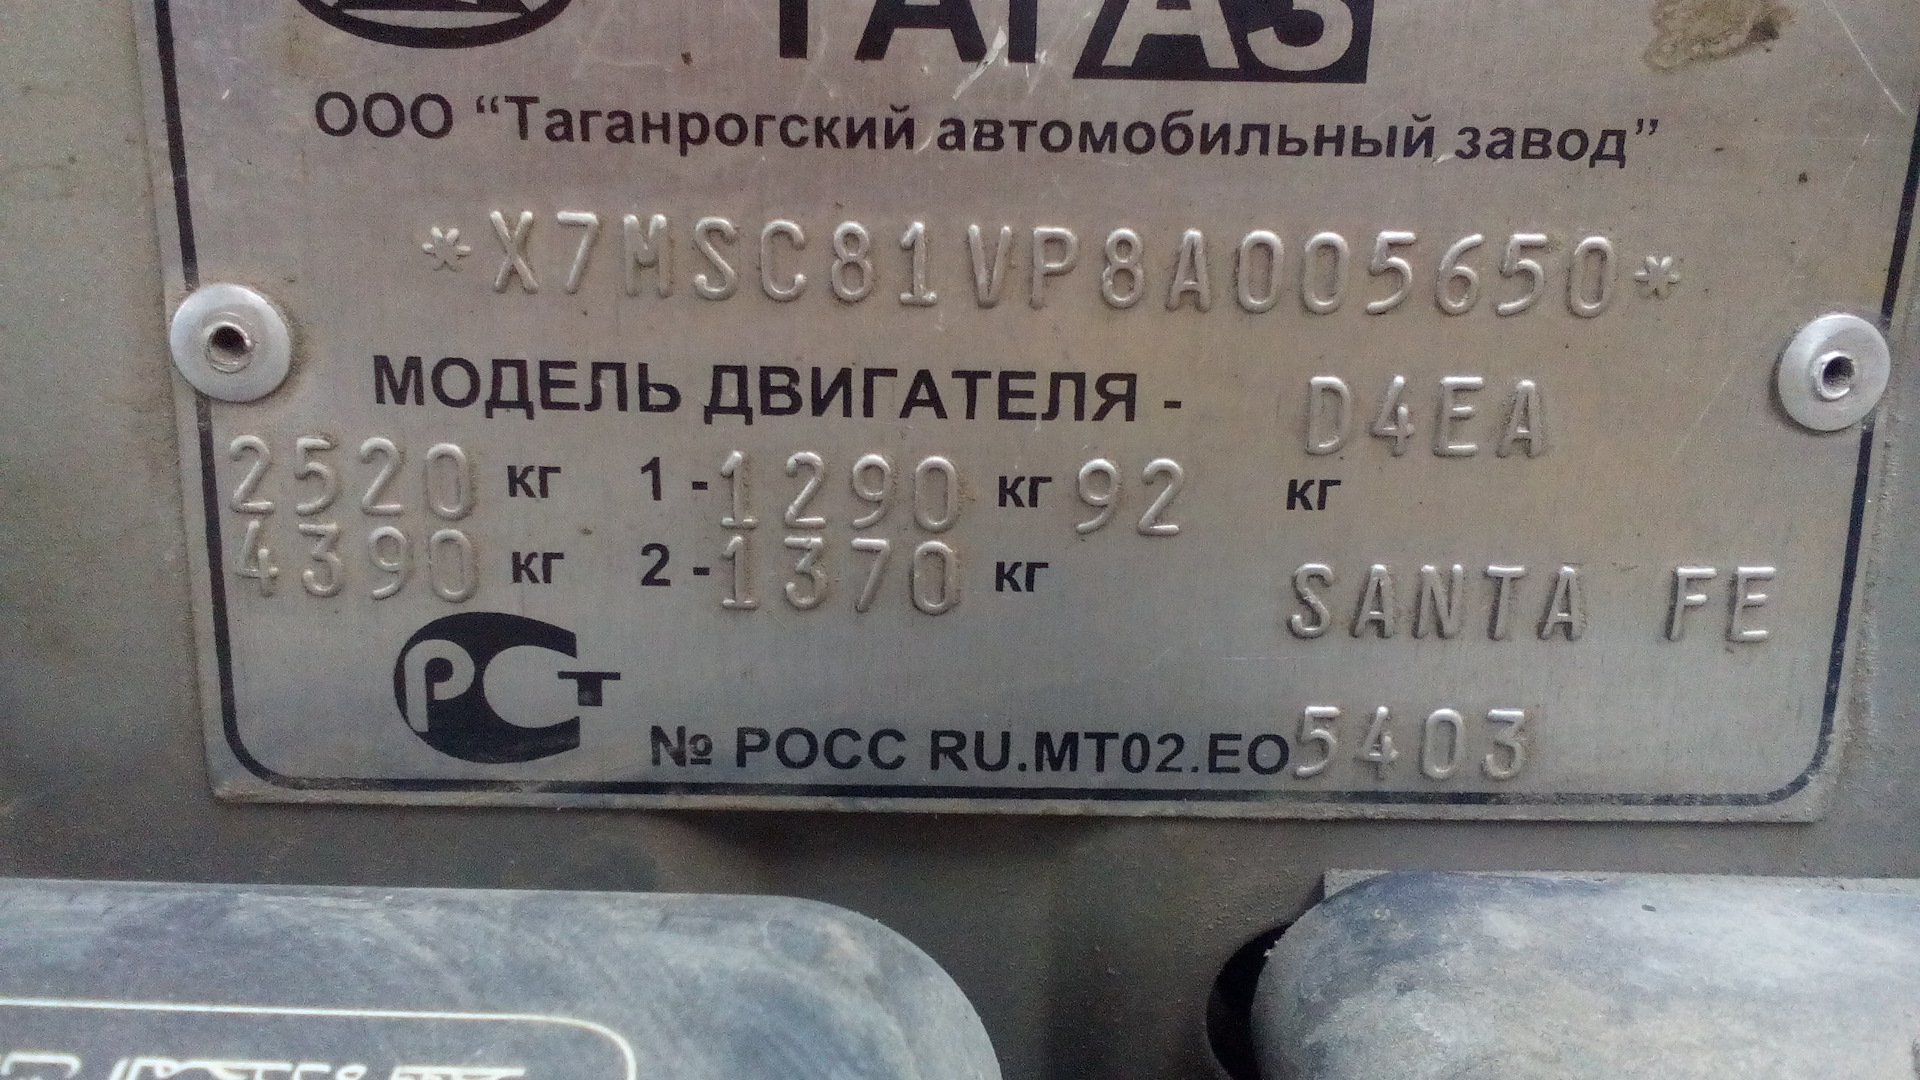 ТАГАЗ
ООО “Таганрогский автомобильный завод”
*X7MSC81VP8A005650*
МОДЕЛЬ ДВИГАТЕЛЯ - D4EA
2520 кг 1 - 1290 кг 92 кг
4390 кг 2 - 1370 кг
SANTA FE
РСТ
№ РОСС RU.MT02.EO5403